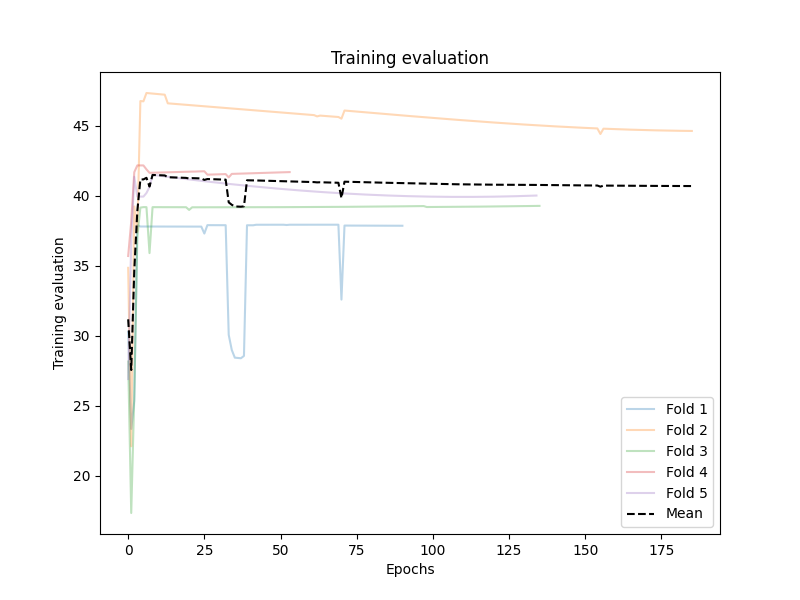 Training evaluation
Training evaluation
45
40
35
30
25
20
0 25 50 75 100 125 150 175
Epochs
Fold 1
Fold 2
Fold 3
Fold 4
Fold 5
Mean